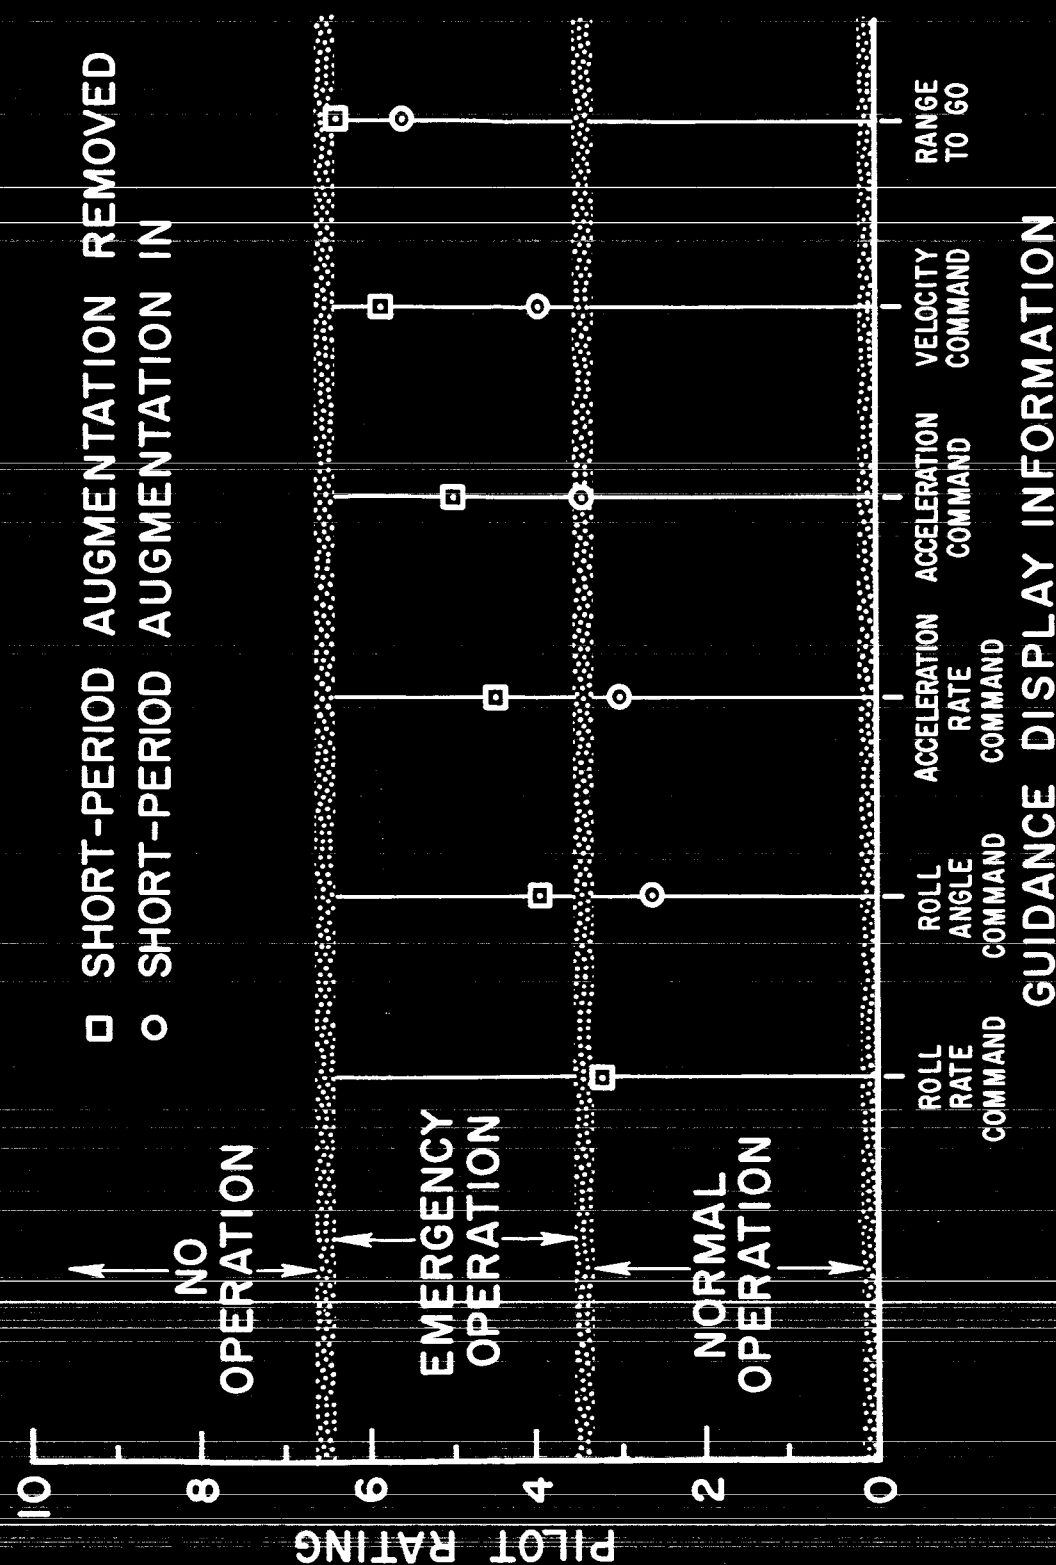 □ SHORT-PERIOD AUGMENTATION REMOVED
○ SHORT-PERIOD AUGMENTATION IN
10
8
6
4
2
0
PILOT RATING
NO
OPERATION
EMERGENCY
OPERATION
NORMAL
OPERATION
ROLL
RATE
COMMAND
ROLL
ANGLE
COMMAND
ACCELERATION
RATE
COMMAND
ACCELERATION
COMMAND
VELOCITY
COMMAND
RANGE
TO GO
GUIDANCE DISPLAY INFORMATION